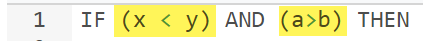 1 IF (x < y) AND (a>b) THEN